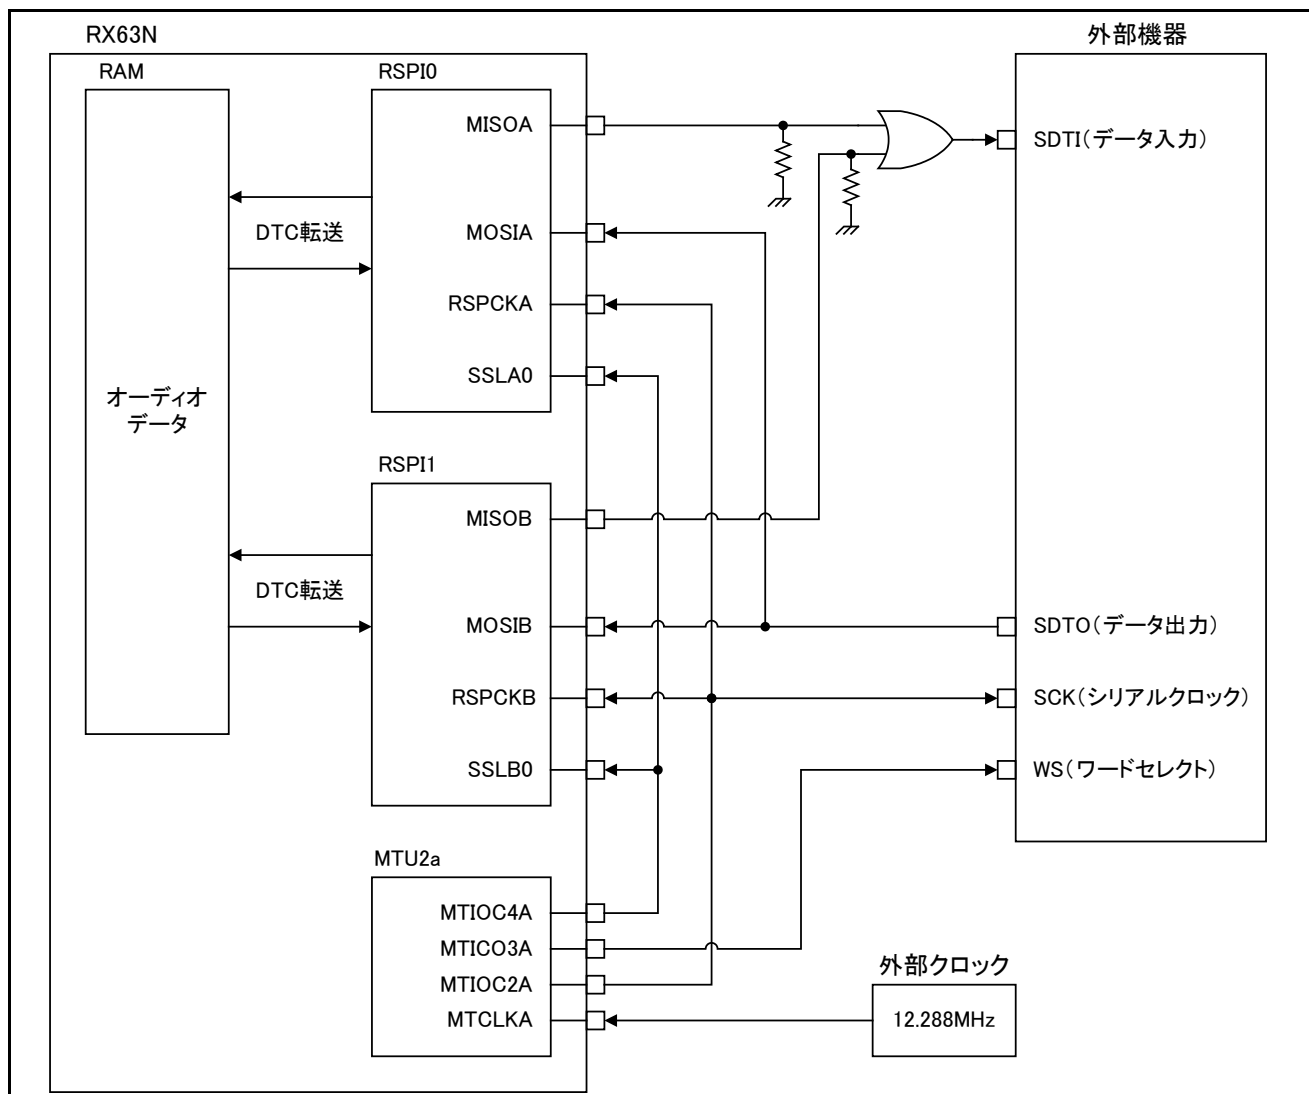 RX63N
外部機器
RAM
RSPI0
MISOA
SDTI(データ入力)
DTC転送
MOSIA
RSPCKA
SSLA0
オーディオ
データ
RSPI1
MISOB
DTC転送
MOSIB
SDTO(データ出力)
RSPCKB
SCK(シリアルクロック)
SSLB0
WS(ワードセレクト)
MTU2a
MTIOC4A
MTICO3A
MTIOC2A
MTCLKA
外部クロック
12.288MHz